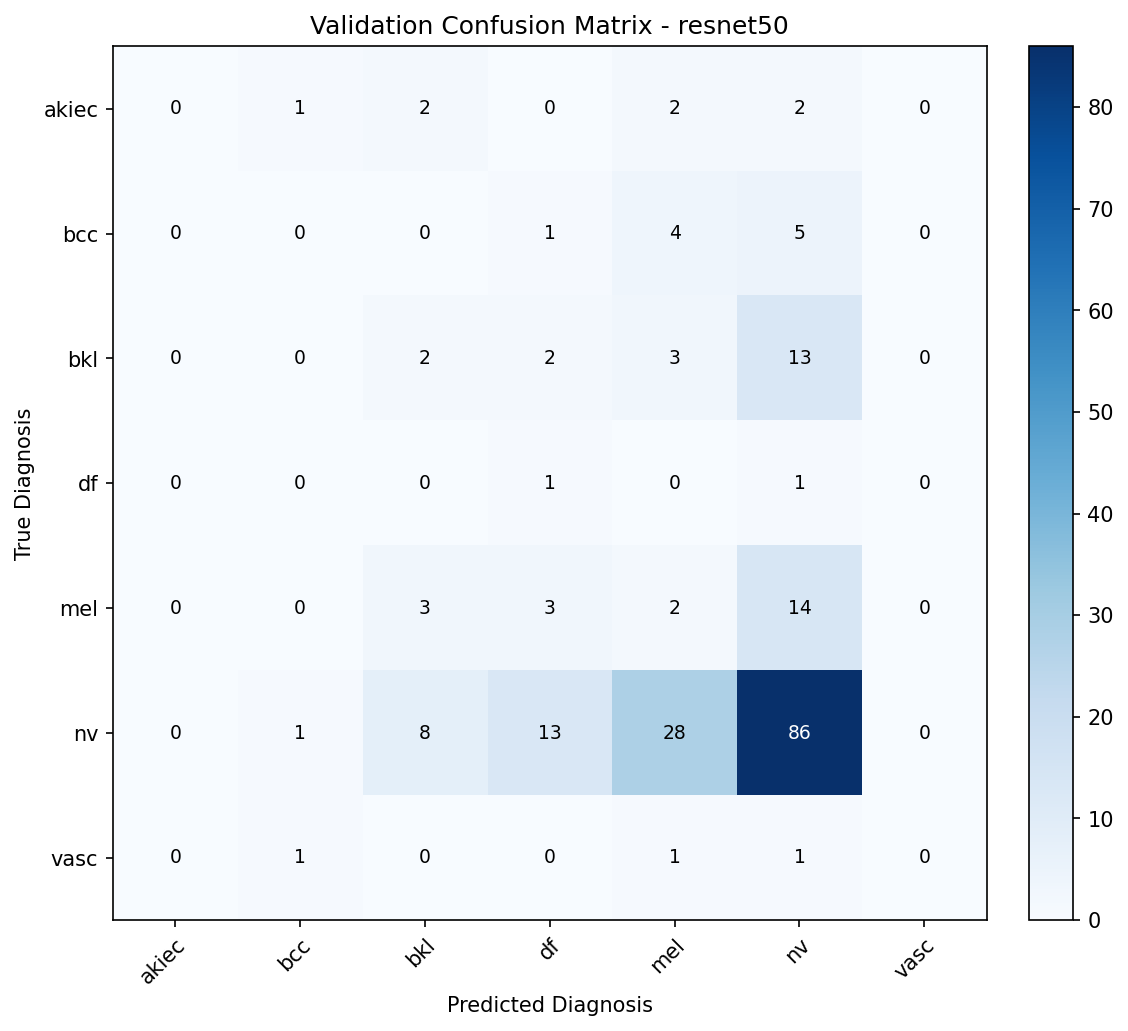 Validation Confusion Matrix - resnet50
True Diagnosis
akiec 0 1 2 0 2 2 0
bcc 0 0 0 1 4 5 0
bkl 0 0 2 2 3 13 0
df 0 0 0 1 0 1 0
mel 0 0 3 3 2 14 0
nv 0 1 8 13 28 86 0
vasc 0 1 0 0 1 1 0
akiec bcc bkl df mel nv vasc
Predicted Diagnosis
80
70
60
50
40
30
20
10
0